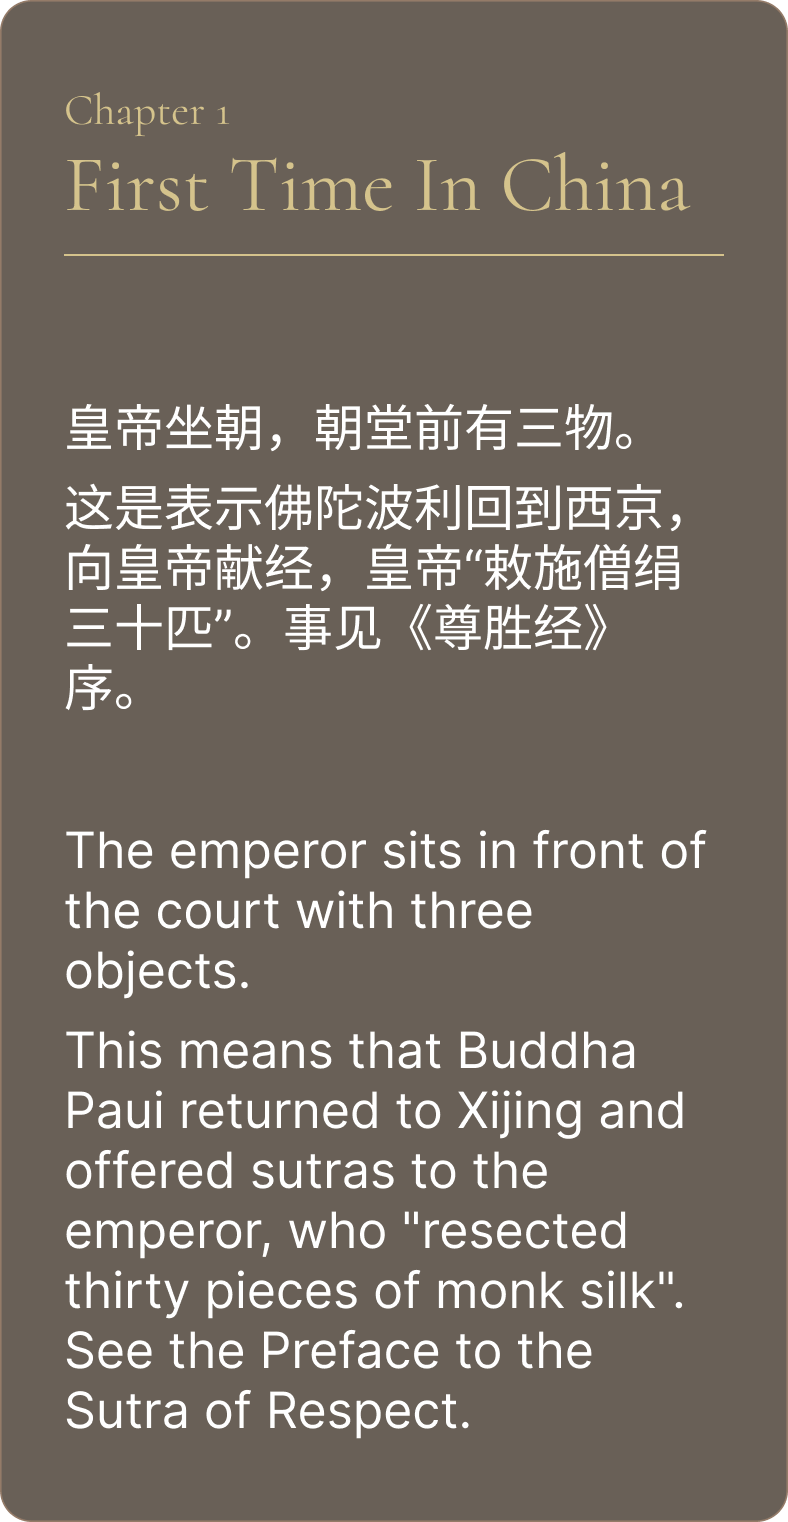 Chapter 1
First Time In China
皇帝坐朝，朝堂前有三物。
这是表示佛陀波利回到西京，
向皇帝献经，皇帝“敕施僧绢
三十匹”。事见《尊胜经》
序。
The emperor sits in front of
the court with three
objects.
This means that Buddha
Paui returned to Xijing and
offered sutras to the
emperor, who "resected
thirty pieces of monk silk".
See the Preface to the
Sutra of Respect.